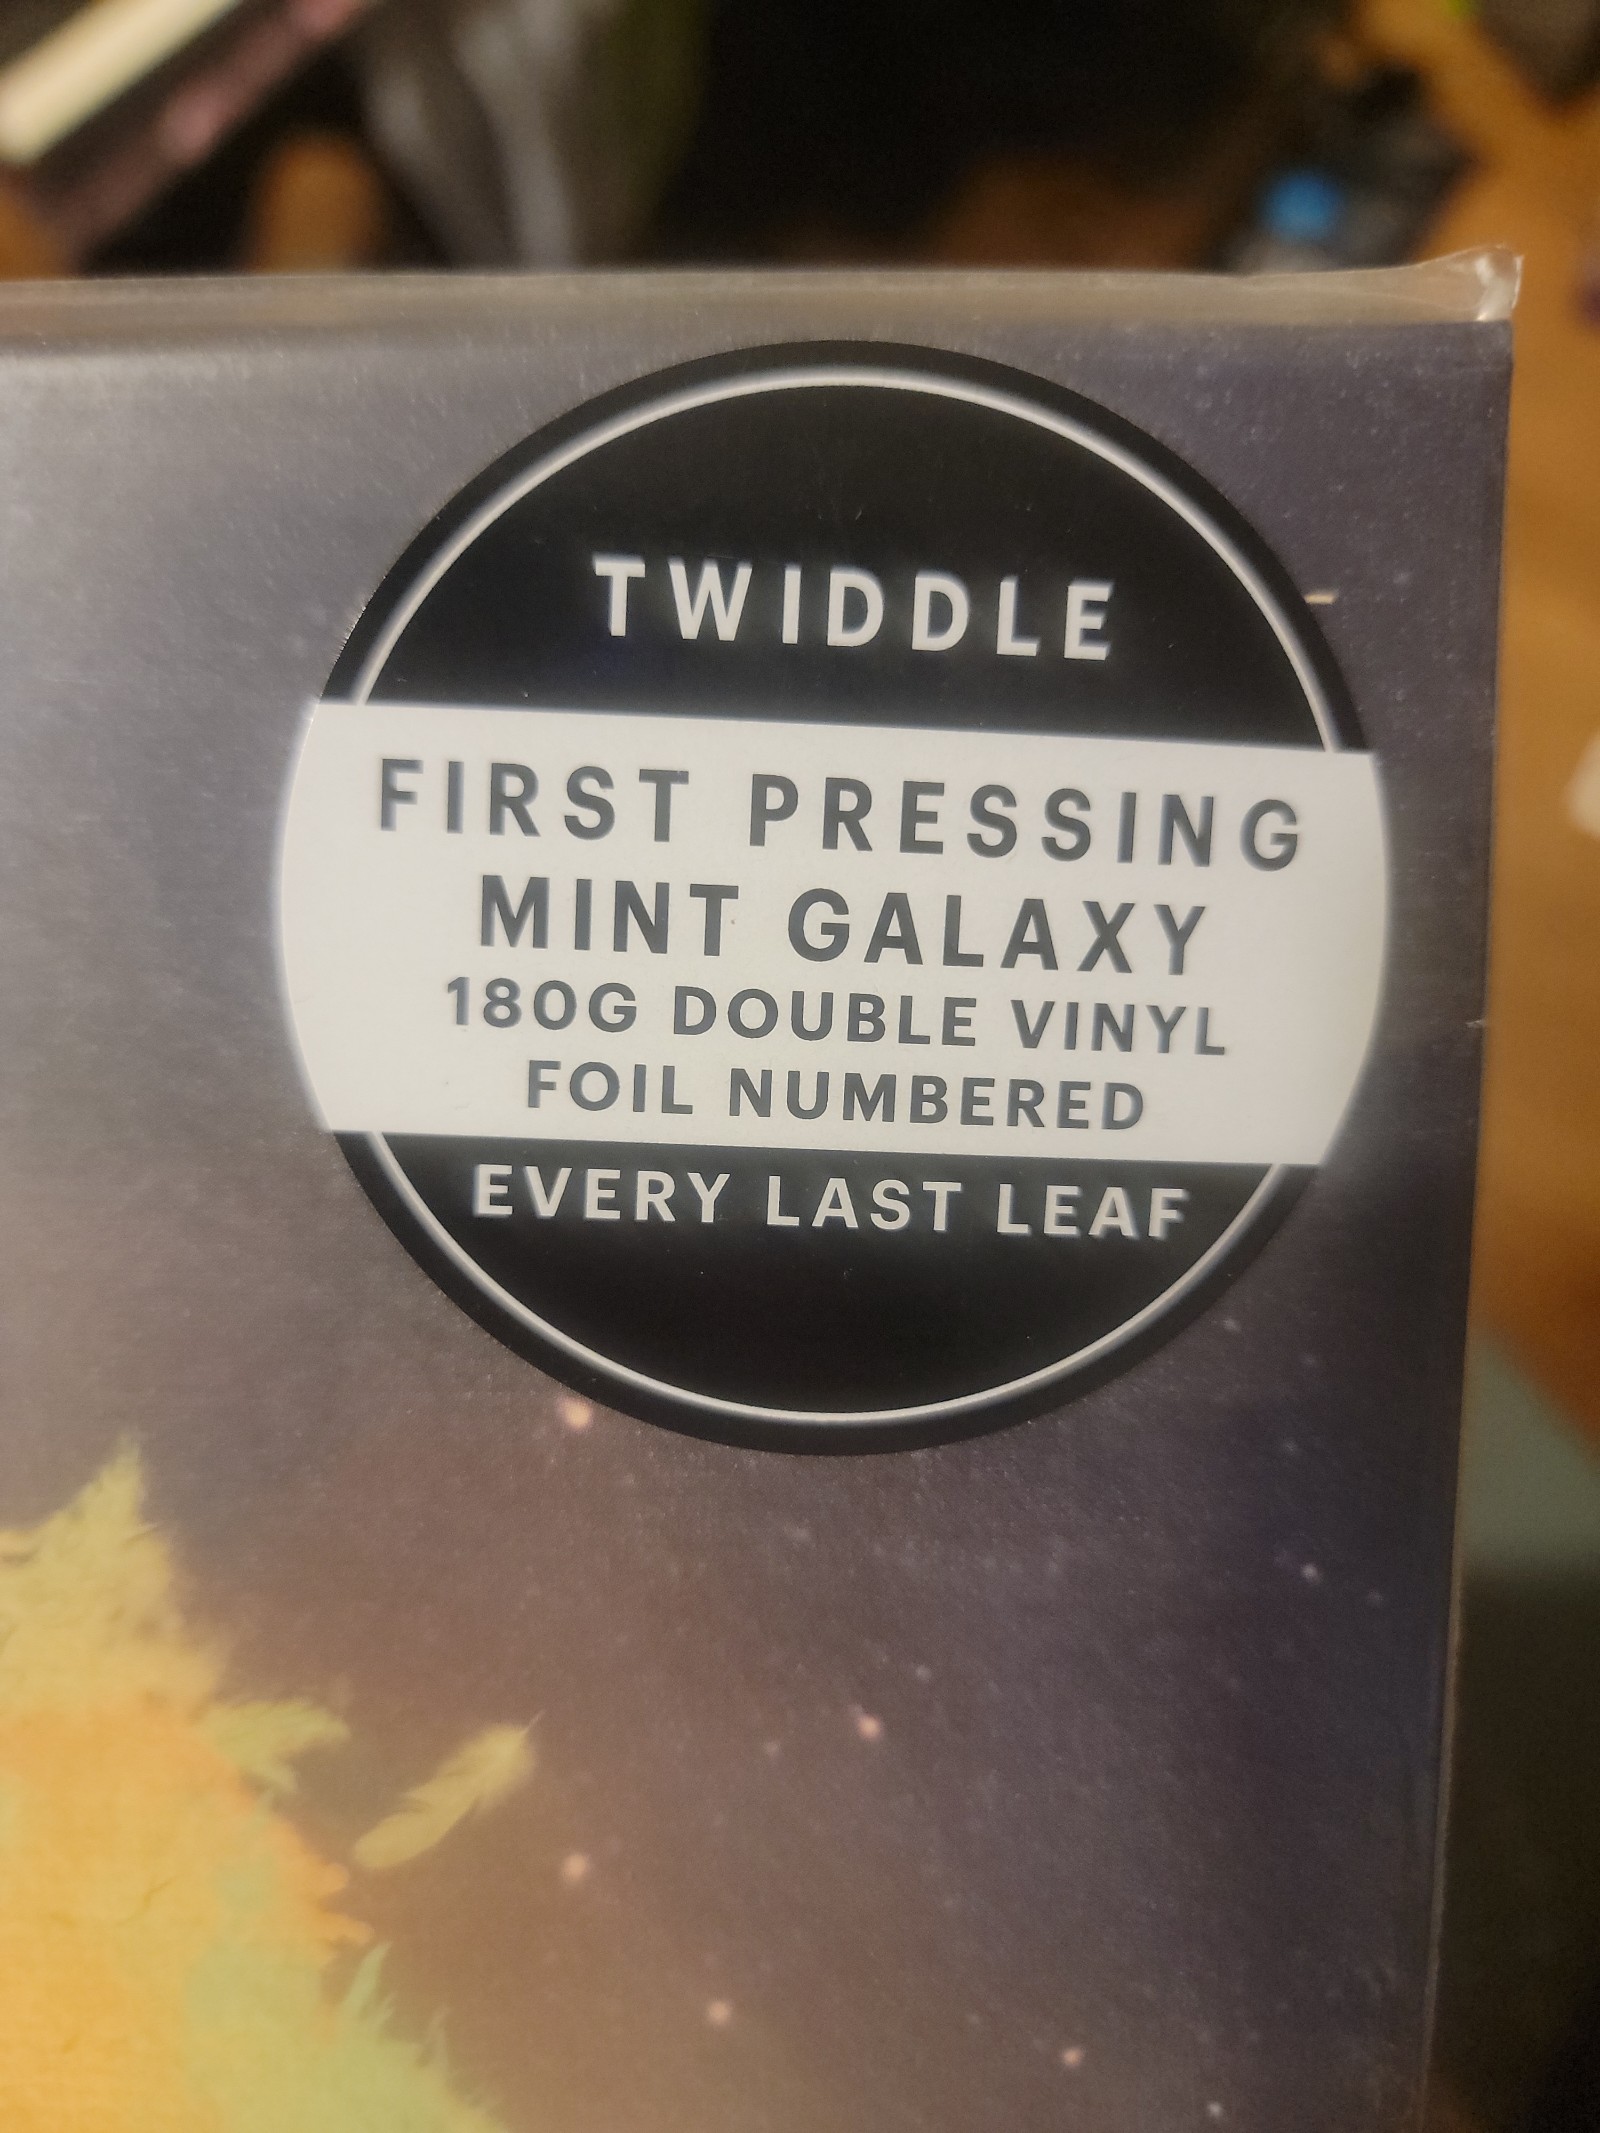 TWIDDLE
FIRST PRESSING
MINT GALAXY
180G DOUBLE VINYL
FOIL NUMBERED
EVERY LAST LEAF